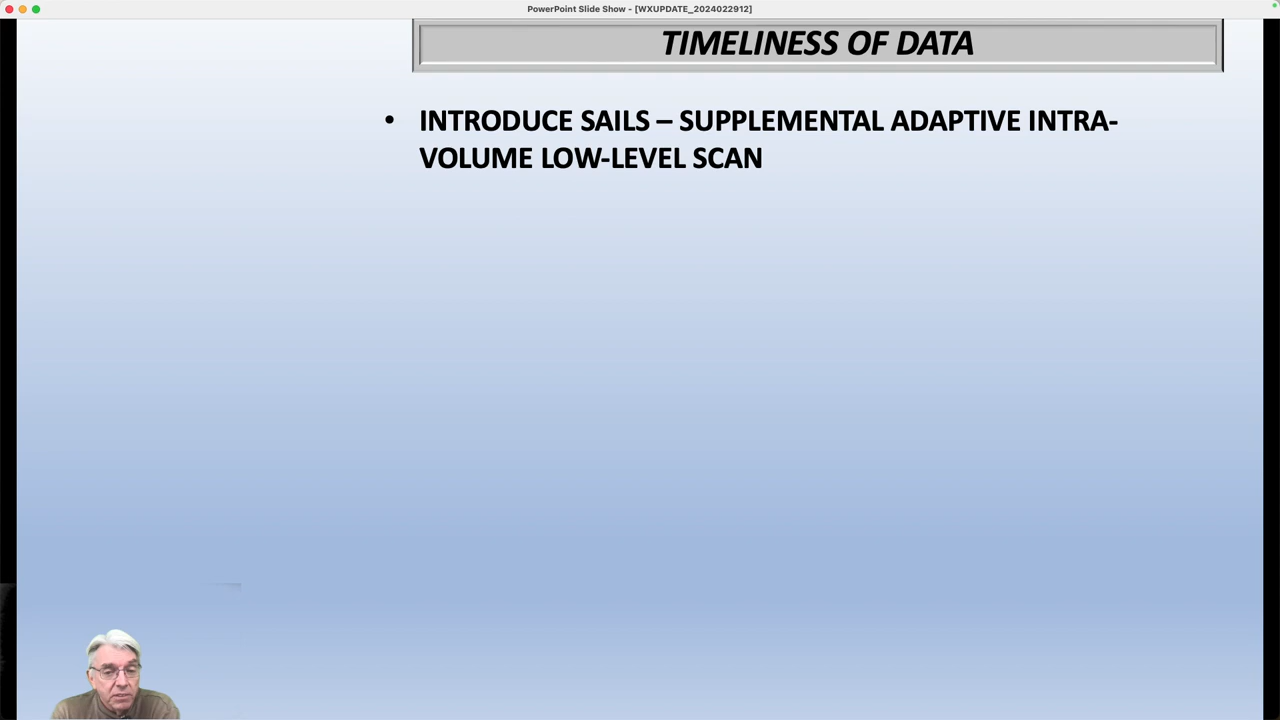 PowerPoint Slide Show - [WXUPDATE_2024022912]
TIMELINESS OF DATA
• INTRODUCE SAILS – SUPPLEMENTAL ADAPTIVE INTRA-
VOLUME LOW-LEVEL SCAN